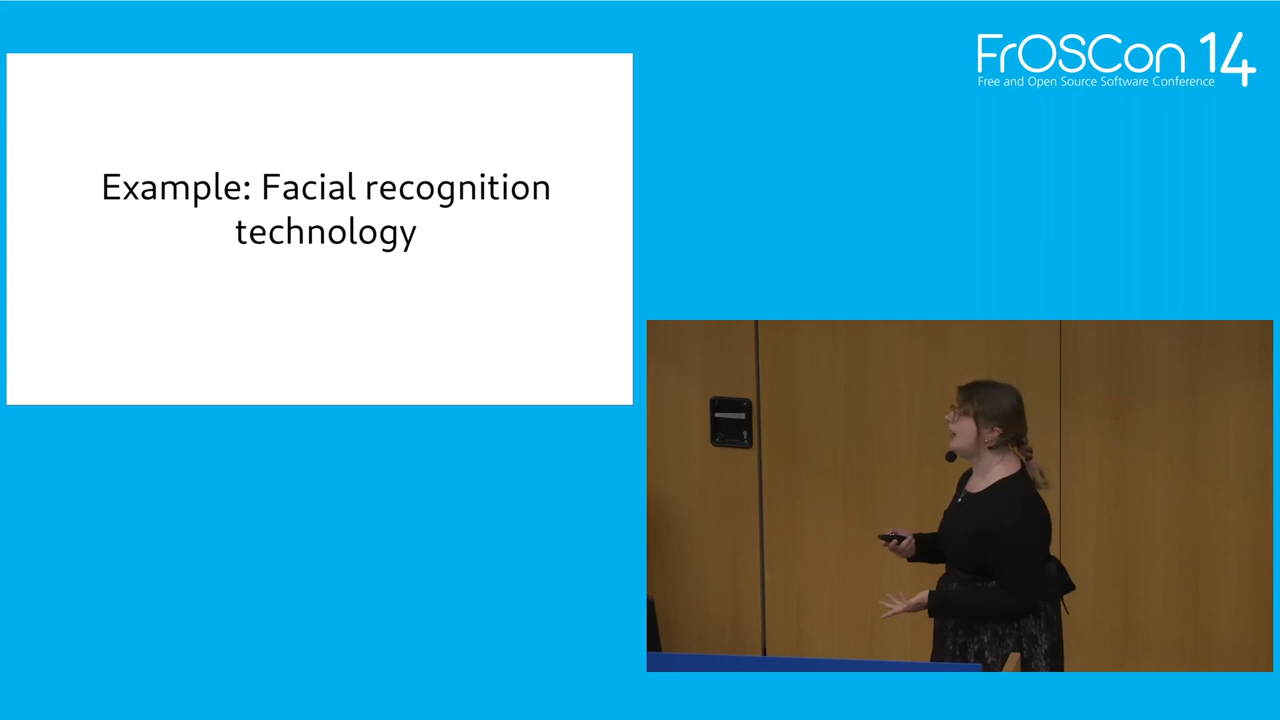 FrOSCon 14
Free and Open Source Software Conference
Example: Facial recognition
technology